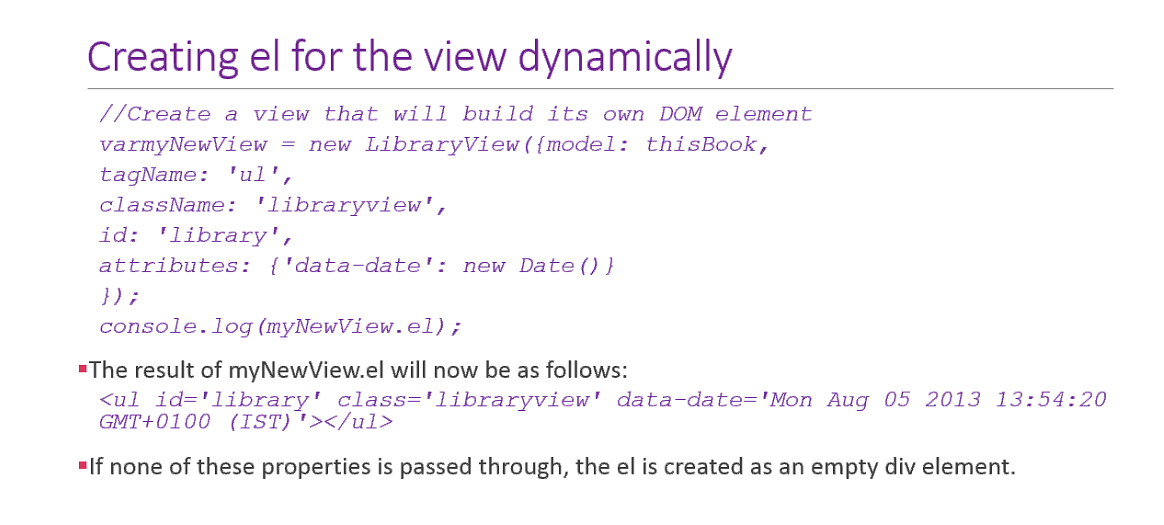 Creating el for the view dynamically
//Create a view that will build its own DOM element
varmyNewView = new LibraryView({model: thisBook,
tagName: 'ul',
className: 'libraryview',
id: 'library',
attributes: {'data-date': new Date()}
});
console.log(myNewView.el);
▪The result of myNewView.el will now be as follows:
<ul id='library' class='libraryview' data-date='Mon Aug 05 2013 13:54:20
GMT+0100 (IST)'></ul>
▪If none of these properties is passed through, the el is created as an empty div element.